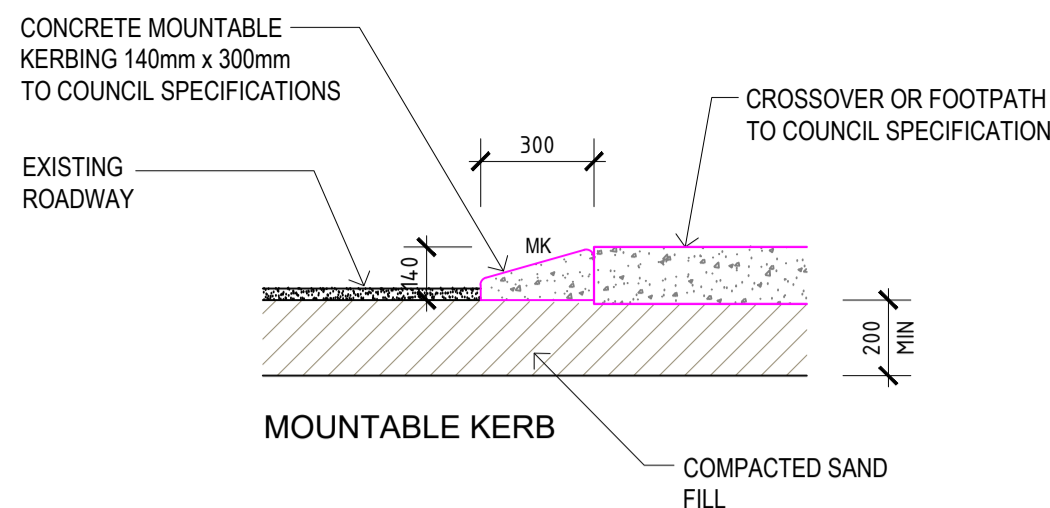 CONCRETE MOUNTABLE
KERBING 140mm x 300mm
TO COUNCIL SPECIFICATIONS
CROSSOVER OR FOOTPATH
TO COUNCIL SPECIFICATION
300
EXISTING
ROADWAY
MK
140
200
MIN
MOUNTABLE KERB
COMPACTED SAND
FILL